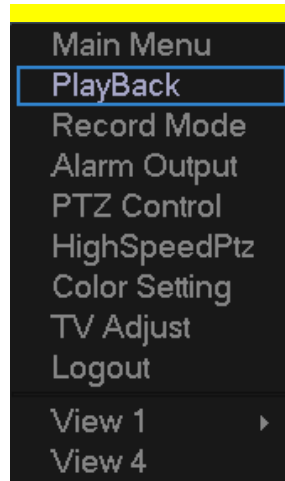 Main Menu
PlayBack
Record Mode
Alarm Output
PTZ Control
HighSpeedPtz
Color Setting
TV Adjust
Logout
View 1
View 4